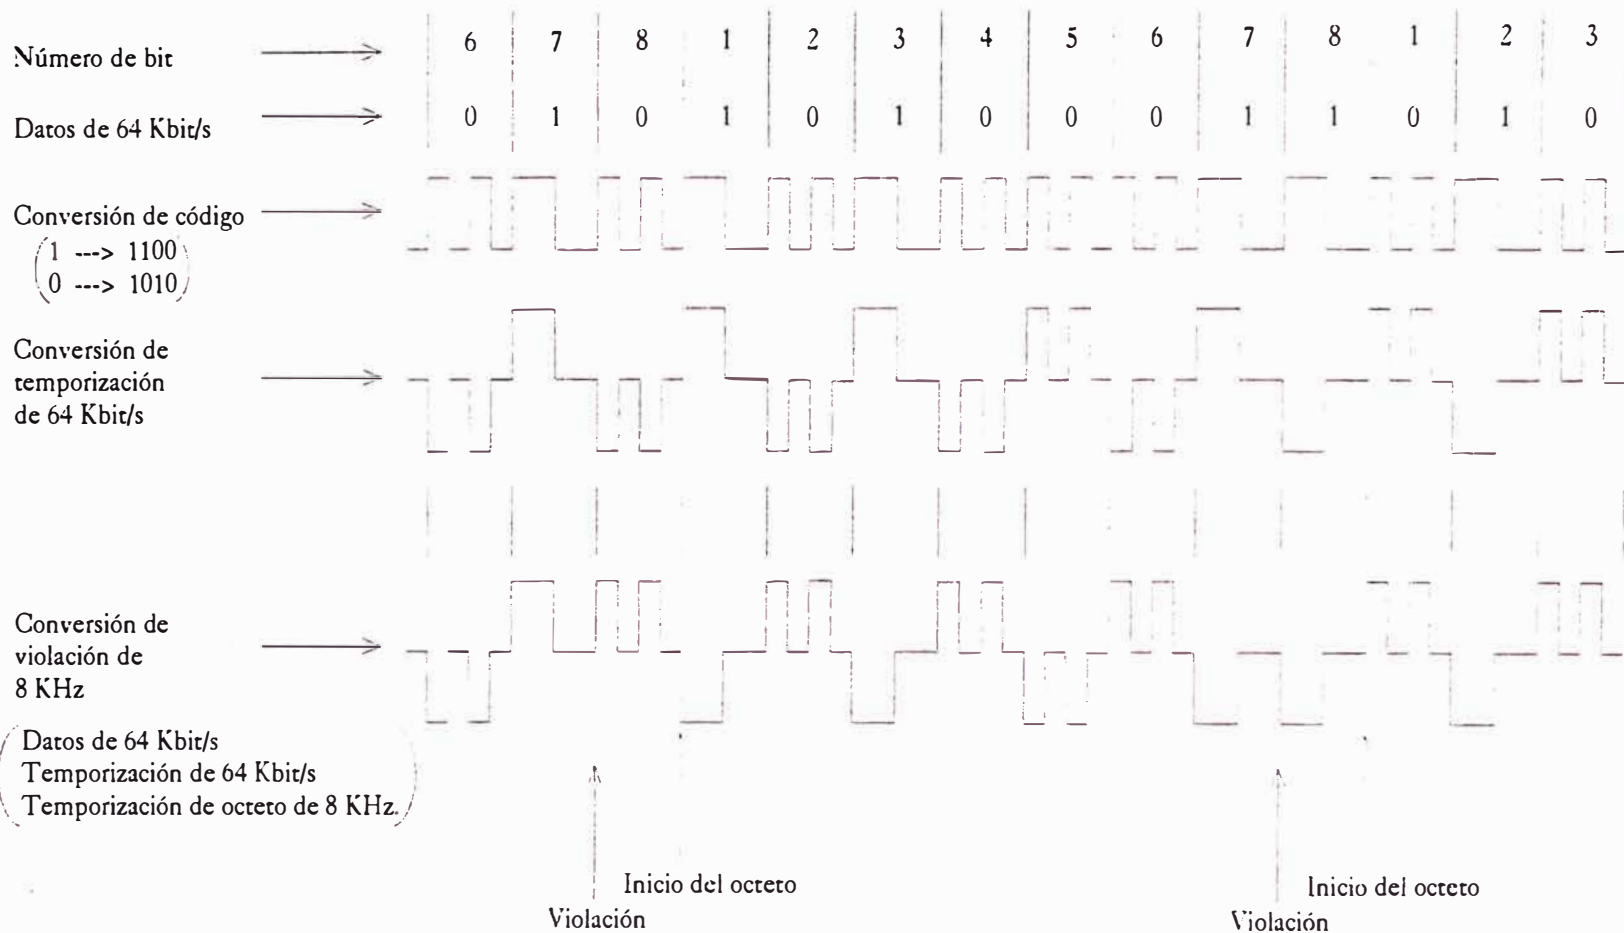 Número de bit 6 7 8 1 2 3 4 5 6 7 8 1 2 3
Datos de 64 Kbit/s 0 1 0 1 0 1 0 0 0 1 1 0 1 0
Conversión de código
(1 ---> 1100
0 ---> 1010)
Conversión de
temporización
de 64 Kbit/s
Conversión de
violación de
8 KHz
(Datos de 64 Kbit/s
Temporización de 64 Kbit/s
Temporización de octeto de 8 KHz.)
Inicio del octeto
Violación
Inicio del octeto
Violación